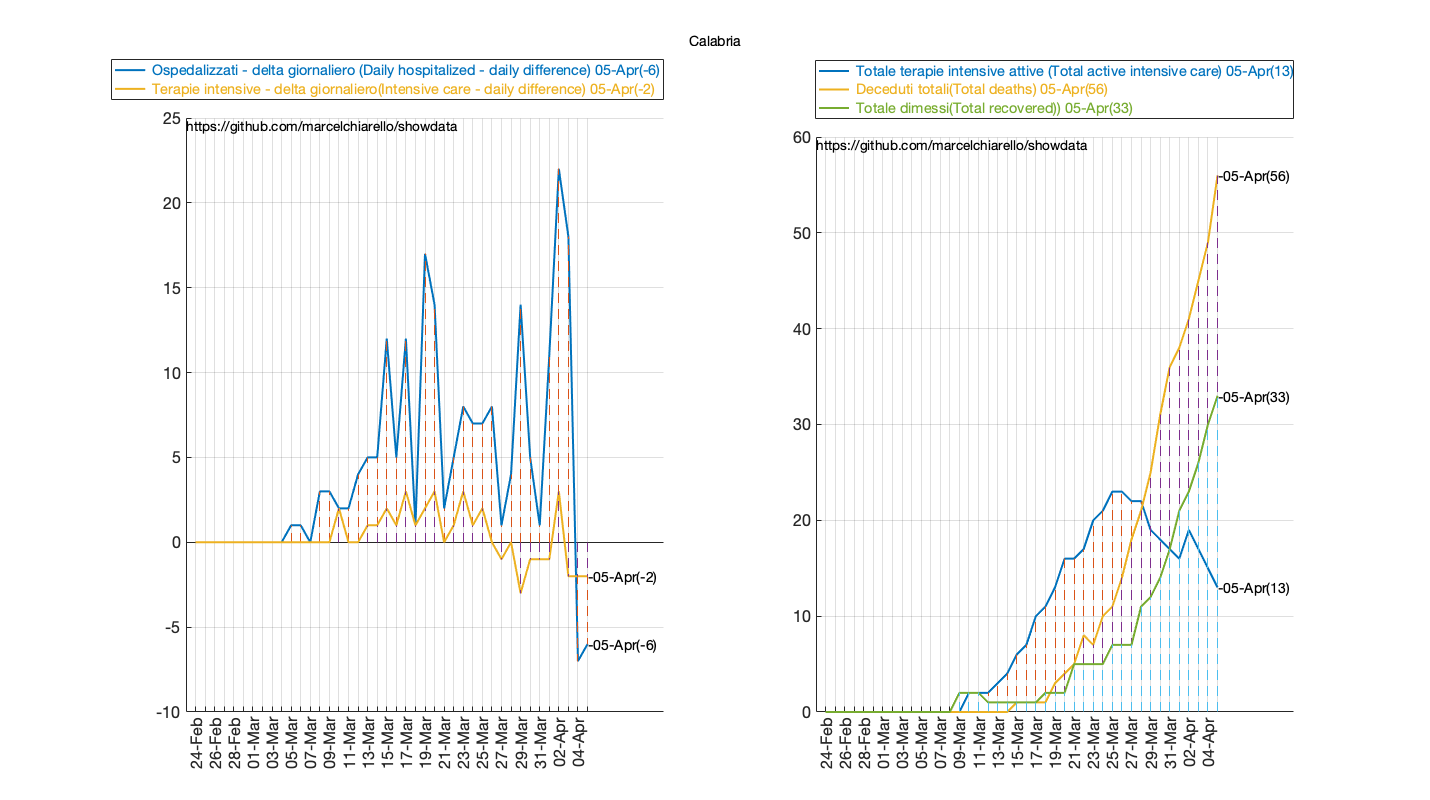 Calabria
Ospedalizzati - delta giornaliero (Daily hospitalized - daily difference) 05-Apr(-6)
Terapie intensive - delta giornaliero(Intensive care - daily difference) 05-Apr(-2)
https://github.com/marcelchiarello/showdata
25
20
15
10
5
0
-5
-10
-05-Apr(-2)
-05-Apr(-6)
24-Feb
26-Feb
28-Feb
01-Mar
03-Mar
05-Mar
07-Mar
09-Mar
11-Mar
13-Mar
15-Mar
17-Mar
19-Mar
21-Mar
23-Mar
25-Mar
27-Mar
29-Mar
31-Mar
02-Apr
04-Apr
Totale terapie intensive attive (Total active intensive care) 05-Apr(13)
Deceduti totali(Total deaths) 05-Apr(56)
Totale dimessi(Total recovered)) 05-Apr(33)
https://github.com/marcelchiarello/showdata
60
50
40
30
20
10
0
-05-Apr(56)
-05-Apr(33)
-05-Apr(13)
24-Feb
26-Feb
28-Feb
01-Mar
03-Mar
05-Mar
07-Mar
09-Mar
11-Mar
13-Mar
15-Mar
17-Mar
19-Mar
21-Mar
23-Mar
25-Mar
27-Mar
29-Mar
31-Mar
02-Apr
04-Apr